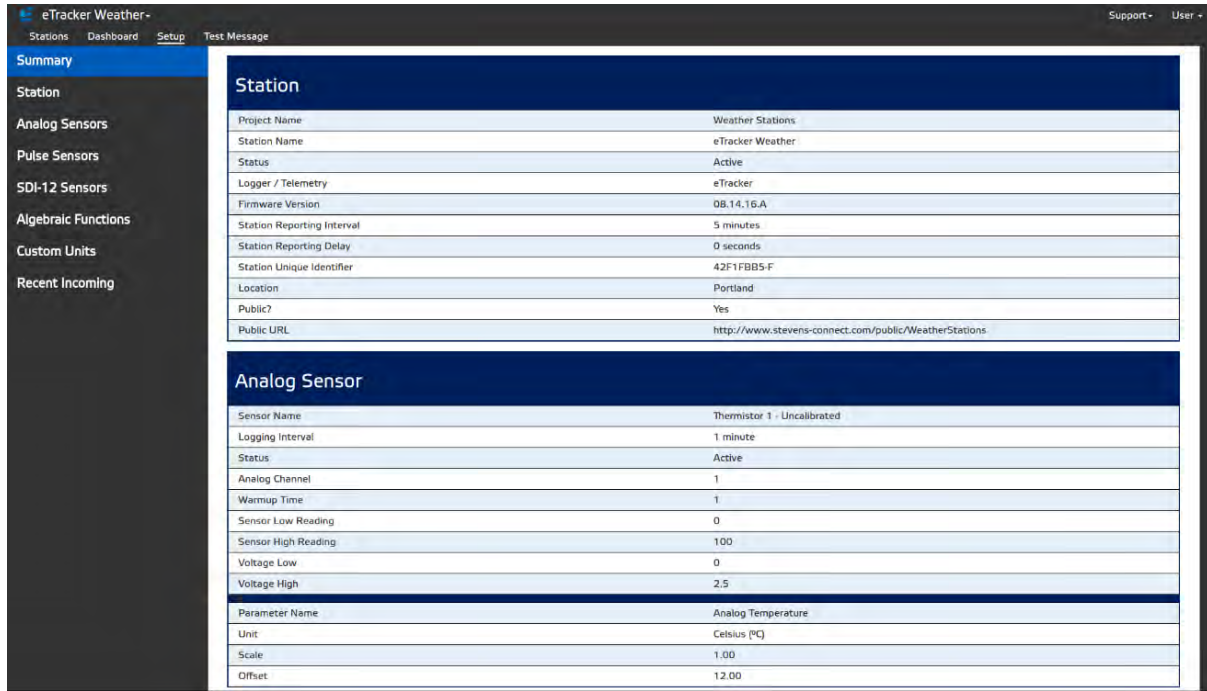 eTracker Weather
Support User
Stations Dashboard Setup Test Message
Summary
Station
Analog Sensors
Pulse Sensors
SDI-12 Sensors
Algebraic Functions
Custom Units
Recent Incoming
Station
Project Name Weather Stations
Station Name eTracker Weather
Status Active
Logger / Telemetry eTracker
Firmware Version 08.14.16.A
Station Reporting Interval 5 minutes
Station Reporting Delay 0 seconds
Station Unique Identifier 42F1FBB5-F
Location Portland
Public? Yes
Public URL http://www.stevens-connect.com/public/WeatherStations
Analog Sensor
Sensor Name Thermistor 1 - Uncalibrated
Logging Interval 1 minute
Status Active
Analog Channel 1
Warmup Time 1
Sensor Low Reading 0
Sensor High Reading 100
Voltage Low 0
Voltage High 2.5
Parameter Name Analog Temperature
Unit Celsius (ºC)
Scale 1.00
Offset 12.00